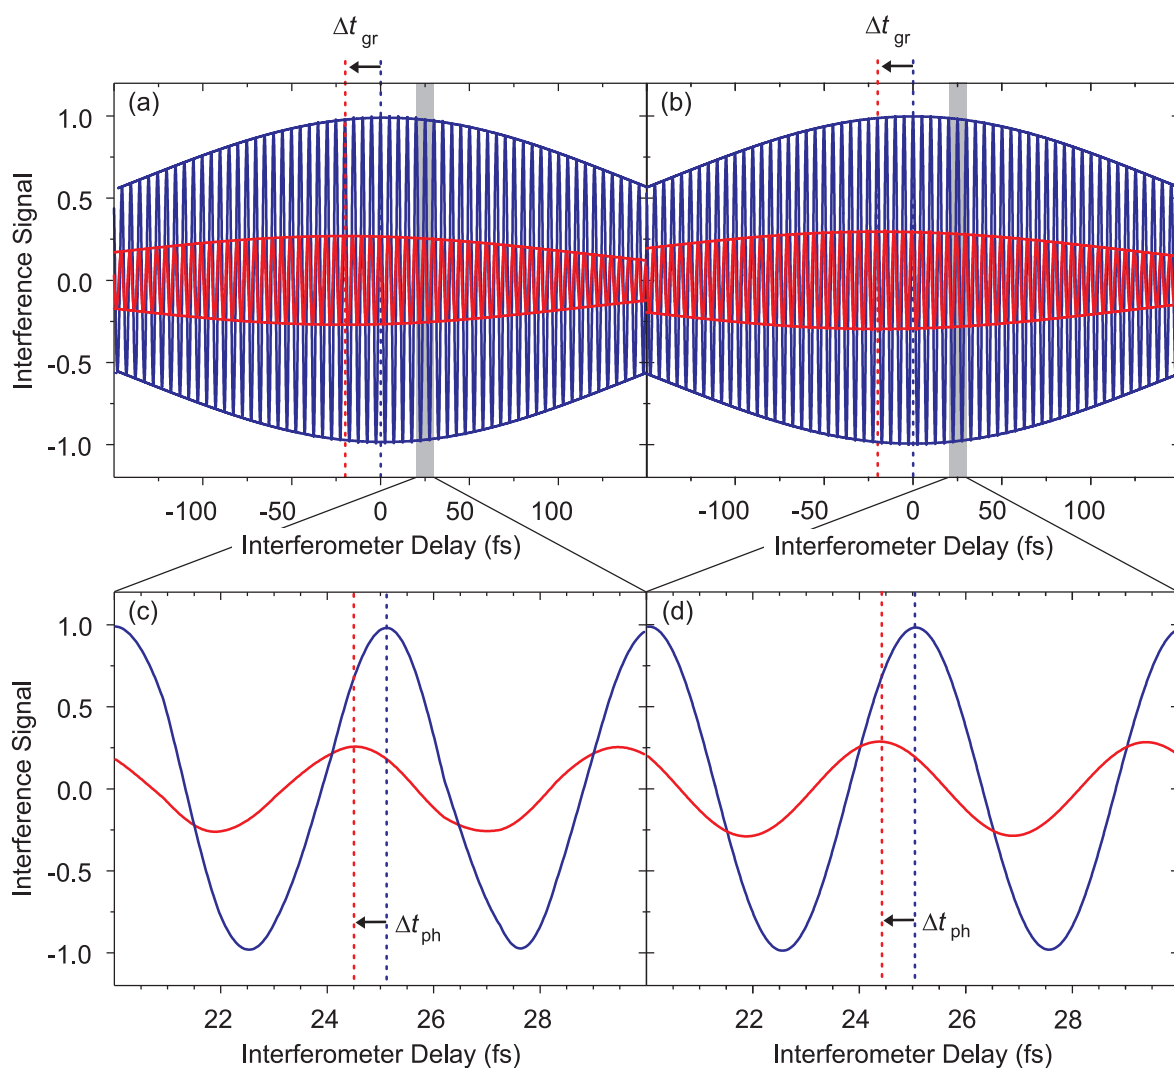 Δt gr
Δt gr
(a)
(b)
1.0
0.5
0.0
-0.5
-1.0
Interference Signal
-100 -50 0 50 100
-100 -50 0 50 100
Interferometer Delay (fs)
Interferometer Delay (fs)
(c)
(d)
1.0
0.5
0.0
-0.5
-1.0
Interference Signal
Δt ph
Δt ph
22 24 26 28
22 24 26 28
Interferometer Delay (fs)
Interferometer Delay (fs)